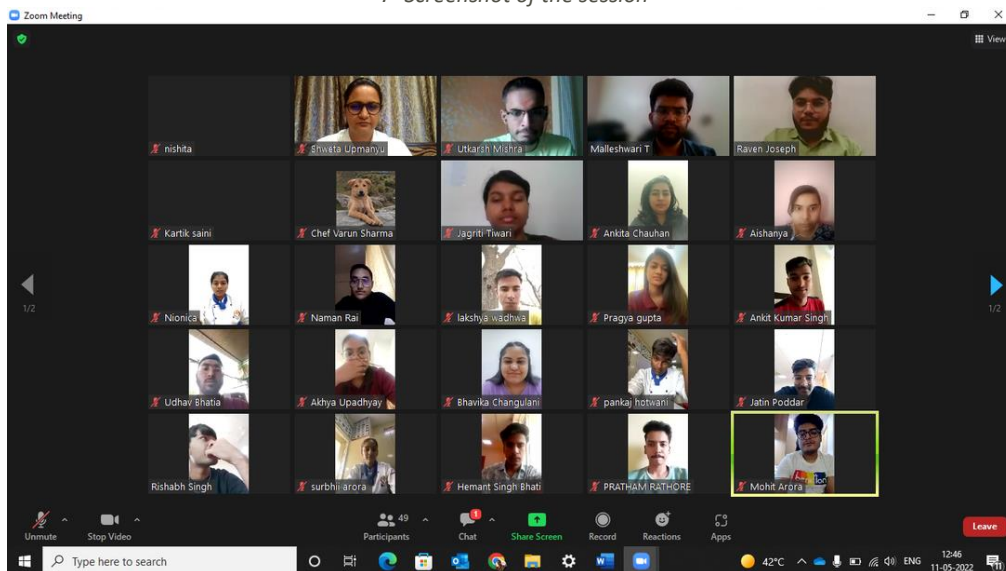 Screenshot of the session
Zoom Meeting
View
nishita
Shweta Upmanyu
Utkarsh Mishra
Malleshwari T
Raven Joseph
Kartik saini
Chef Varun Sharma
Jagriti Tiwari
Ankita Chauhan
Aishanya
1/2
1/2
Nionica
Naman Rai
lakshya wadhwa
Pragya gupta
Ankit Kumar Singh
Udhav Bhatia
Akhya Upadhyay
Bhavika Changulani
pankaj hotwani
Jatin Poddar
Rishabh Singh
surbhii arora
Hemant Singh Bhati
PRATHAM RATHORE
Mohit Arora
Unmute
Stop Video
Participants
49
Chat
1
Share Screen
Record
Reactions
Apps
Leave
Type here to search
42°C
ENG
12:46
11-05-2022